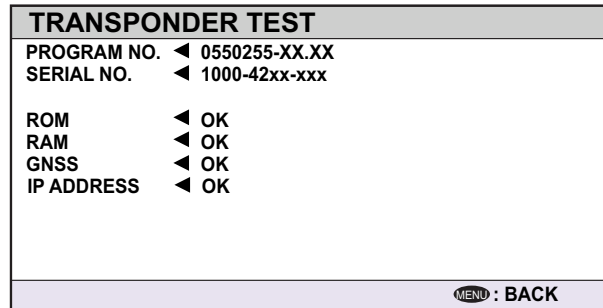 TRANSPONDER TEST
PROGRAM NO. ◀ 0550255-XX.XX
SERIAL NO. ◀ 1000-42xx-xxx
ROM ◀ OK
RAM ◀ OK
GNSS ◀ OK
IP ADDRESS ◀ OK
MENU : BACK